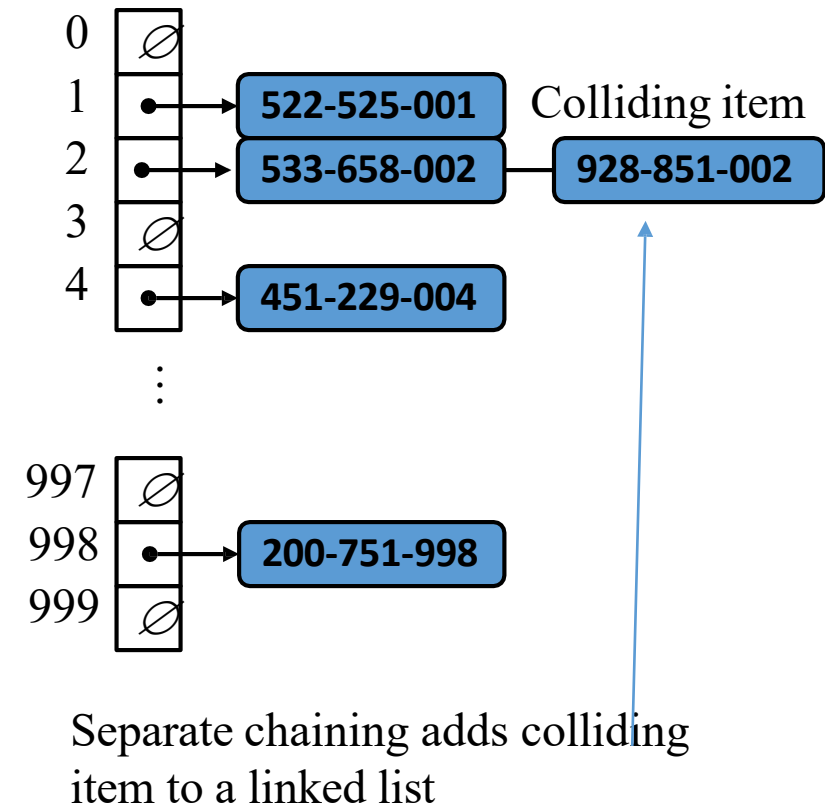 0
1 522-525-001 Colliding item
2 533-658-002 928-851-002
3
4 451-229-004
⋮
997
998 200-751-998
999
Separate chaining adds colliding
item to a linked list